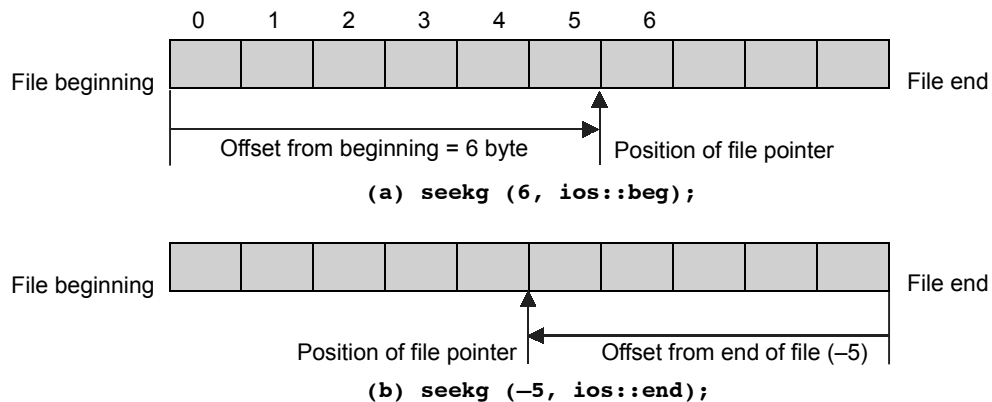 0 1 2 3 4 5 6
File beginning File end
Offset from beginning = 6 byte Position of file pointer
(a) seekg (6, ios::beg);
File beginning File end
Position of file pointer Offset from end of file (–5)
(b) seekg (–5, ios::end);